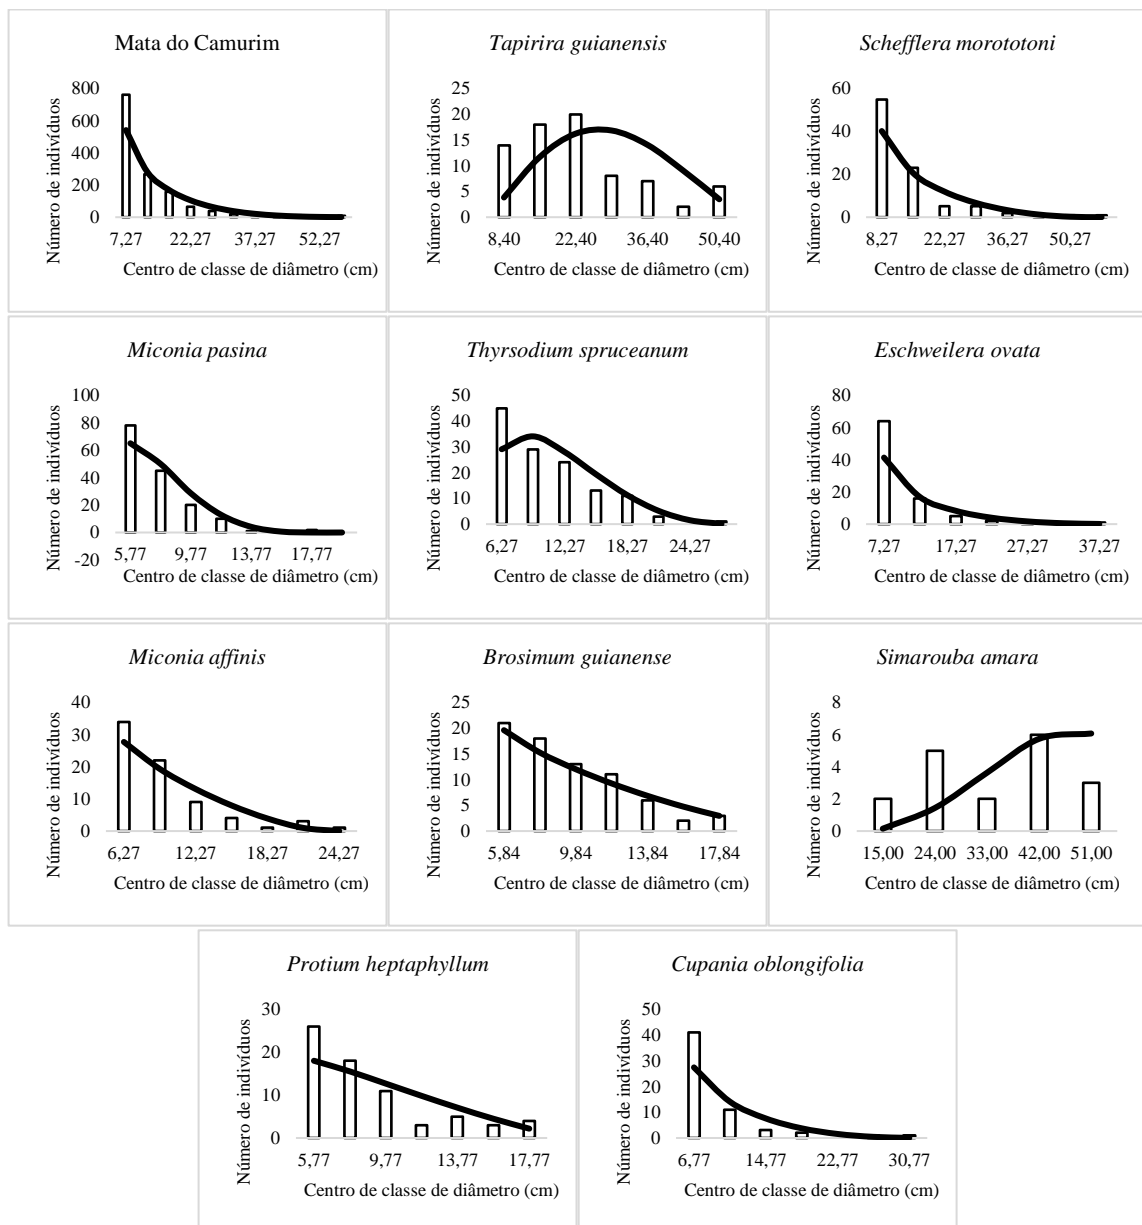 Mata do Camurim
Número de indivíduos
800
600
400
200
0
7,27 22,27 37,27 52,27
Centro de classe de diâmetro (cm)
Tapirira guianensis
Número de indivíduos
25
20
15
10
5
0
8,40 22,40 36,40 50,40
Centro de classe de diâmetro (cm)
Schefflera morototoni
Número de indivíduos
60
40
20
0
8,27 22,27 36,27 50,27
Centro de classe de diâmetro (cm)
Miconia pasina
Número de indivíduos
100
80
60
40
20
0
-20
5,77 9,77 13,77 17,77
Centro de classe de diâmetro (cm)
Thyrsodium spruceanum
Número de indivíduos
50
40
30
20
10
0
6,27 12,27 18,27 24,27
Centro de classe de diâmetro (cm)
Eschweilera ovata
Número de indivíduos
80
60
40
20
0
7,27 17,27 27,27 37,27
Centro de classe de diâmetro (cm)
Miconia affinis
Número de indivíduos
40
30
20
10
0
6,27 12,27 18,27 24,27
Centro de classe de diâmetro (cm)
Brosimum guianense
Número de indivíduos
25
20
15
10
5
0
5,84 9,84 13,84 17,84
Centro de classe de diâmetro (cm)
Simarouba amara
Número de indivíduos
8
6
4
2
0
15,00 24,00 33,00 42,00 51,00
Centro de classe de diâmetro (cm)
Protium heptaphyllum
Número de indivíduos
30
20
10
0
5,77 9,77 13,77 17,77
Centro de classe de diâmetro (cm)
Cupania oblongifolia
Número de indivíduos
50
40
30
20
10
0
6,77 14,77 22,77 30,77
Centro de classe de diâmetro (cm)